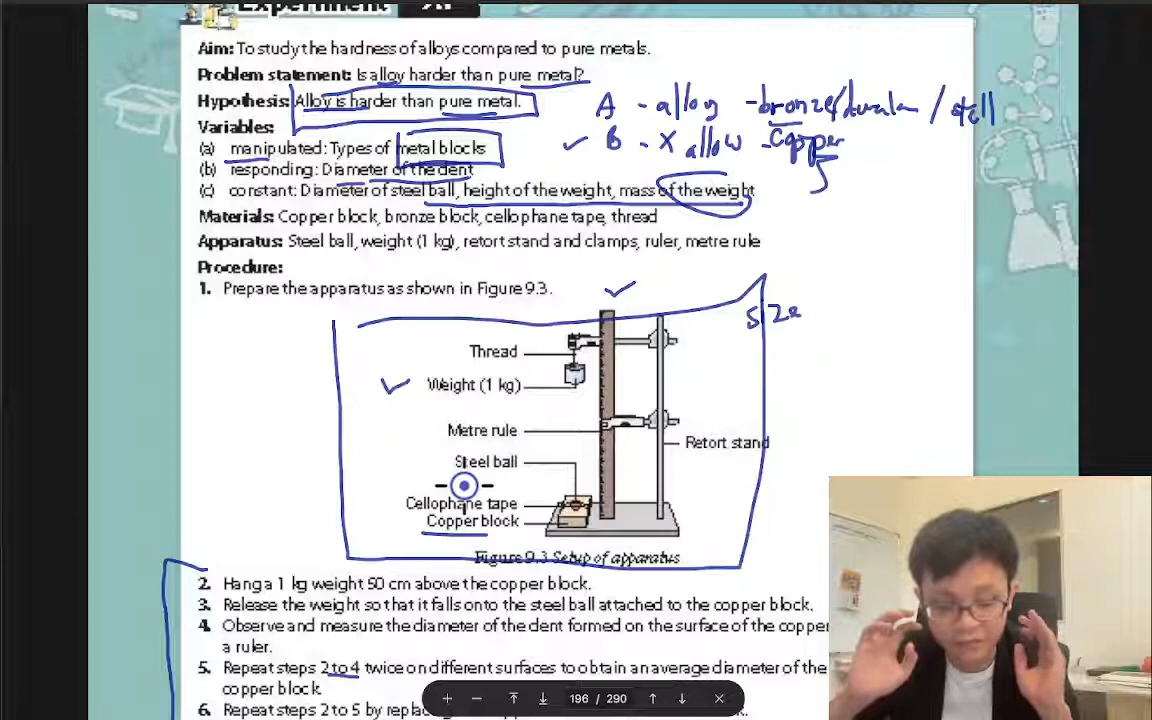 Experiment
Aim: To study the hardness of alloys compared to pure metals.
Problem statement: Is alloy harder than pure metal?
Hypothesis: Alloy is harder than pure metal.
A - alloy - bronze/duralum / stell
Variables:
B - X allow - Copper
(a) manipulated: Types of metal blocks
(b) responding: Diameter of the dent
(c) constant: Diameter of steel ball, height of the weight, mass of the weight
Materials: Copper block, bronze block, cellophane tape, thread
Apparatus: Steel ball, weight (1 kg), retort stand and clamps, ruler, metre rule
Procedure:
1. Prepare the apparatus as shown in Figure 9.3.
Thread
Weight (1 kg)
Metre rule
Retort stand
Steel ball
Cellophane tape
Copper block
Figure 9.3 Setup of apparatus
2. Hang a 1 kg weight 50 cm above the copper block.
3. Release the weight so that it falls onto the steel ball attached to the copper block.
4. Observe and measure the diameter of the dent formed on the surface of the copper
a ruler.
5. Repeat steps 2 to 4 twice on different surfaces to obtain an average diameter of the
copper block.
196 / 290
6. Repeat steps 2 to 5 by